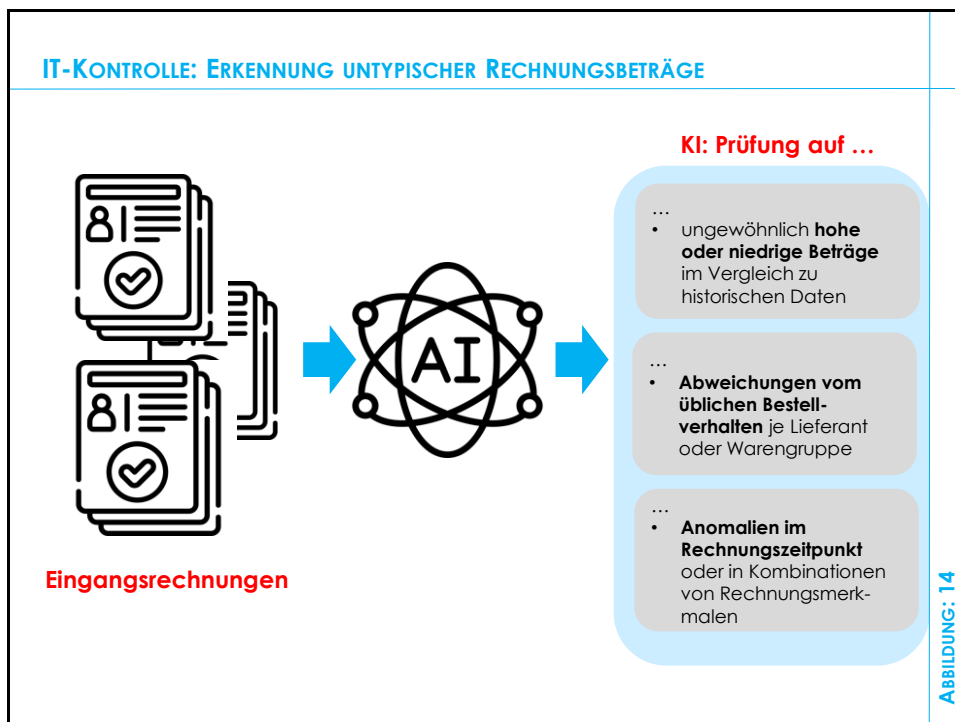 IT-KONTROLLE: ERKENNUNG UNTYPISCHER RECHNUNGSBETRÄGE
KI: Prüfung auf …
…
• ungewöhnlich hohe
oder niedrige Beträge
im Vergleich zu
historischen Daten
…
• Abweichungen vom
üblichen Bestell-
verhalten je Lieferant
oder Warengruppe
…
• Anomalien im
Rechnungszeitpunkt
oder in Kombinationen
von Rechnungsmerk-
malen
AI
Eingangsrechnungen
ABBILDUNG: 14